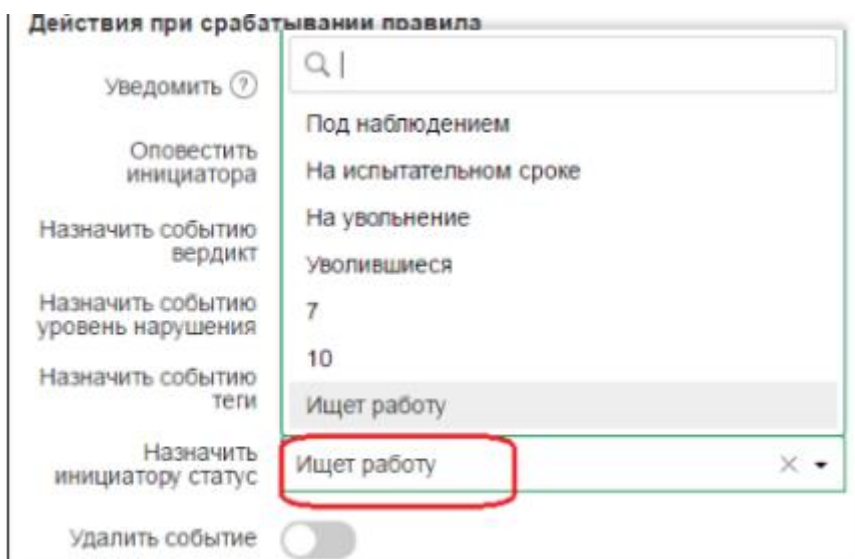 Действия при срабатывании правила
Уведомить ?
Оповестить
инициатора
Назначить событию
вердикт
Назначить событию
уровень нарушения
Назначить событию
теги
Назначить
инициатору статус
Удалить событие
Под наблюдением
На испытательном сроке
На увольнение
Уволившиеся
7
10
Ищет работу
Ищет работу